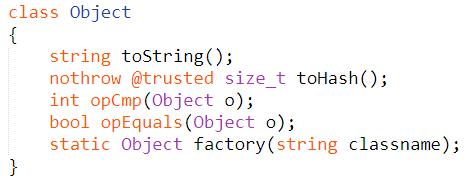 class Object
{
    string toString();
    nothrow @trusted size_t toHash();
    int opCmp(Object o);
    bool opEquals(Object o);
    static Object factory(string classname);
}